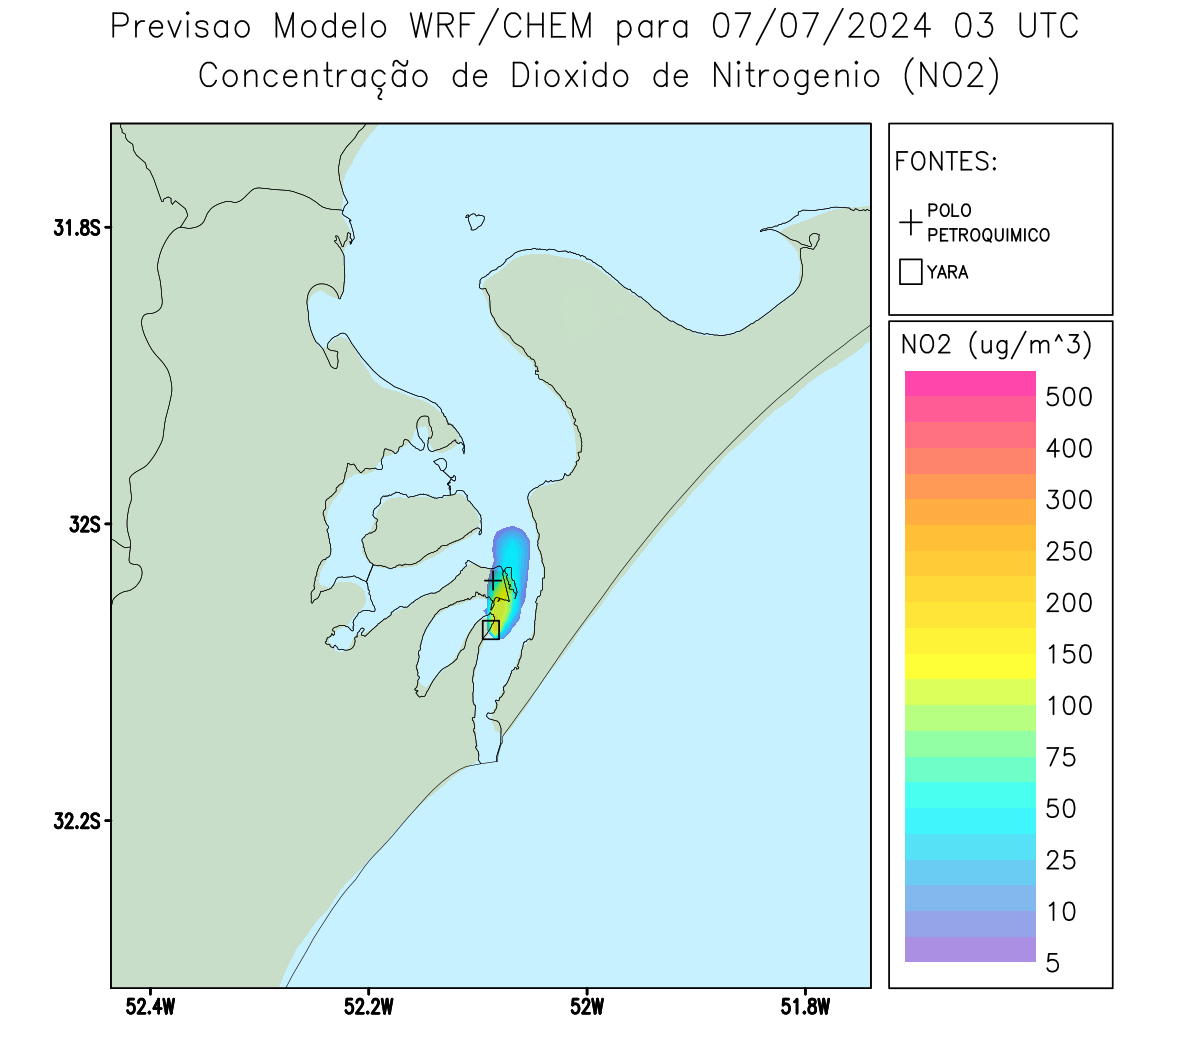 Previsao Modelo WRF/CHEM para 07/07/2024 03 UTC
Concentração de Dioxido de Nitrogenio (NO2)
FONTES:
POLO
PETROQUIMICO
YARA
NO2 (ug/m^3)
500
400
300
250
200
150
100
75
50
25
10
5
31.8S
32S
32.2S
52.4W
52.2W
52W
51.8W